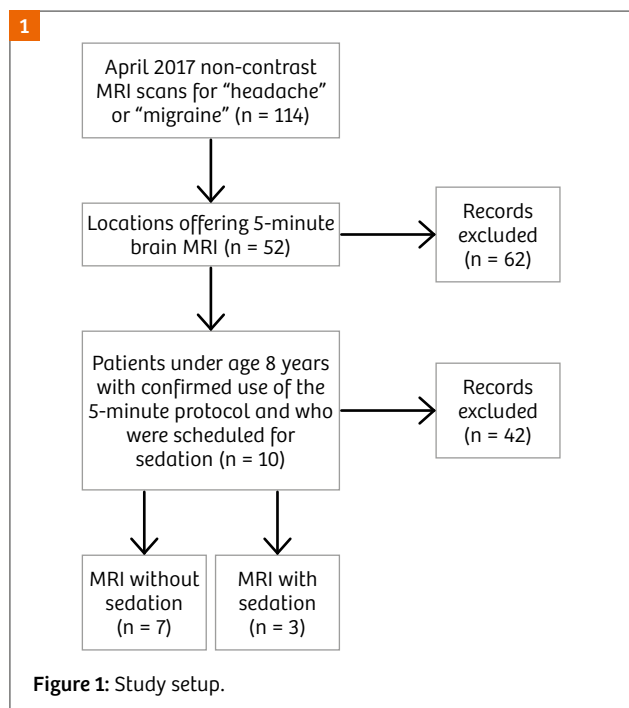 1
April 2017 non-contrast
MRI scans for “headache”
or “migraine” (n = 114)
Locations offering 5-minute
brain MRI (n = 52)
Records
excluded
(n = 62)
Patients under age 8 years
with confirmed use of the
5-minute protocol and who
were scheduled for
sedation (n = 10)
Records
excluded
(n = 42)
MRI without
sedation
(n = 7)
MRI with
sedation
(n = 3)
Figure 1: Study setup.